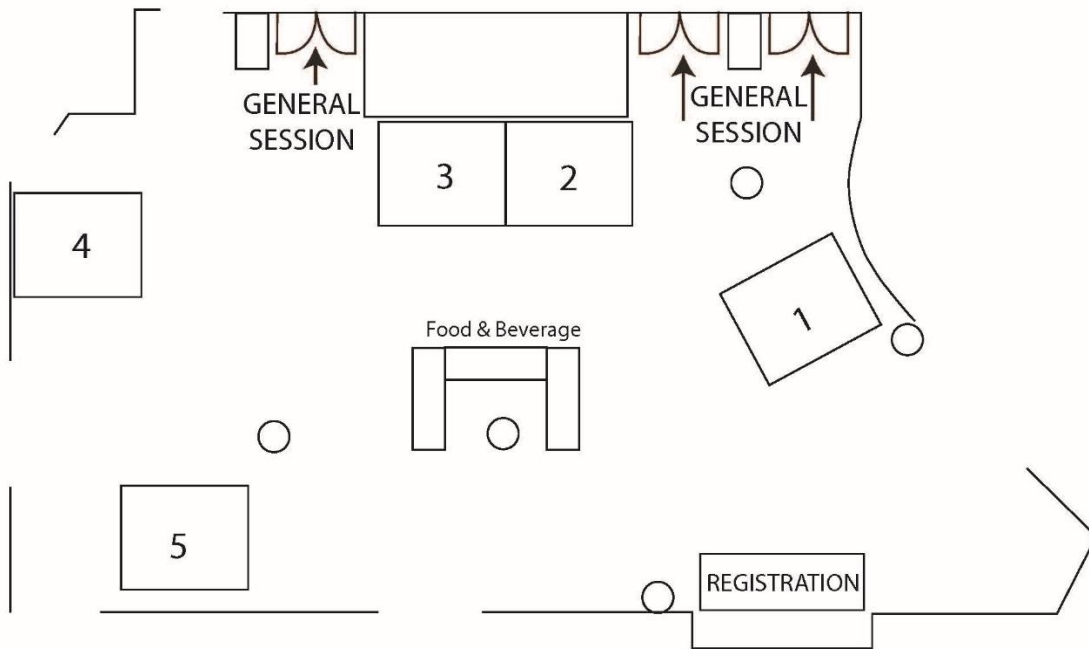 GENERAL
SESSION
GENERAL
SESSION
3
2
4
1
Food & Beverage
5
REGISTRATION